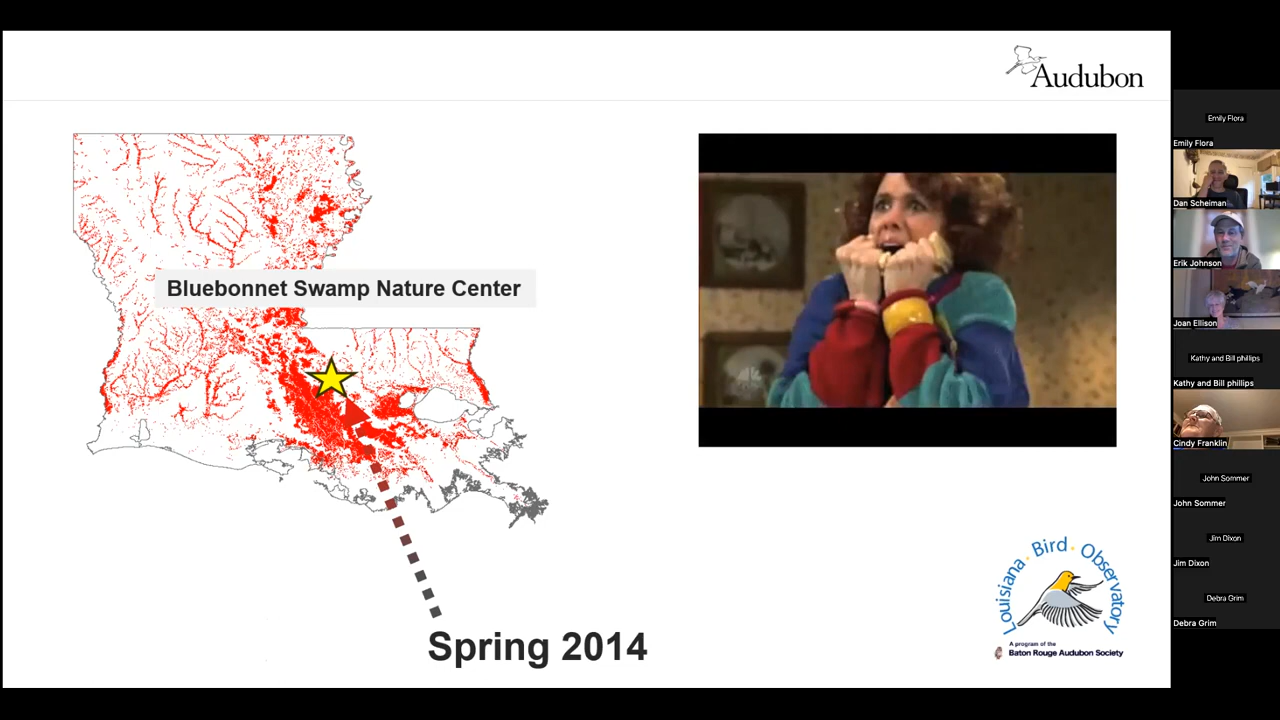 Audubon
Bluebonnet Swamp Nature Center
Spring 2014
Louisiana · Bird · Observatory
A program of the
Baton Rouge Audubon Society
Emily Flora
Emily Flora
Dan Scheiman
Erik Johnson
Joan Ellison
Kathy and Bill phillips
Kathy and Bill phillips
Cindy Franklin
John Sommer
John Sommer
Jim Dixon
Jim Dixon
Debra Grim
Debra Grim